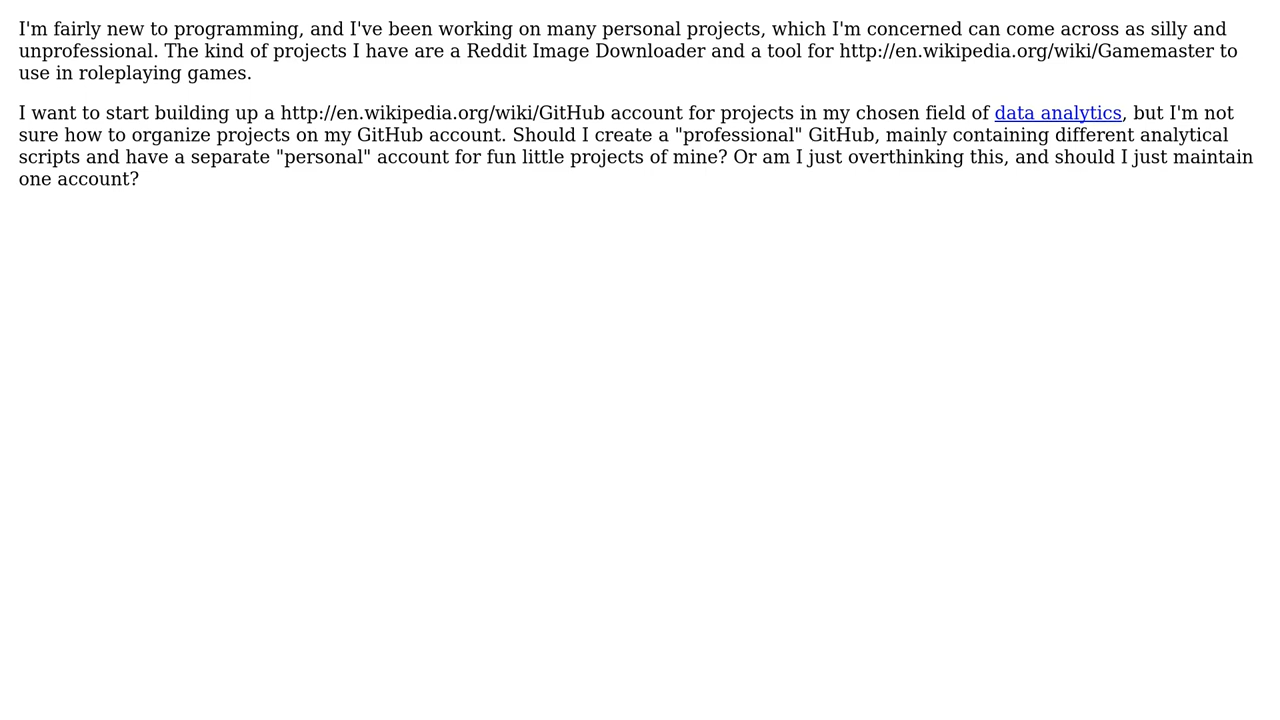 I'm fairly new to programming, and I've been working on many personal projects, which I'm concerned can come across as silly and
unprofessional. The kind of projects I have are a Reddit Image Downloader and a tool for http://en.wikipedia.org/wiki/Gamemaster to
use in roleplaying games.
I want to start building up a http://en.wikipedia.org/wiki/GitHub account for projects in my chosen field of data analytics, but I'm not
sure how to organize projects on my GitHub account. Should I create a "professional" GitHub, mainly containing different analytical
scripts and have a separate "personal" account for fun little projects of mine? Or am I just overthinking this, and should I just maintain
one account?